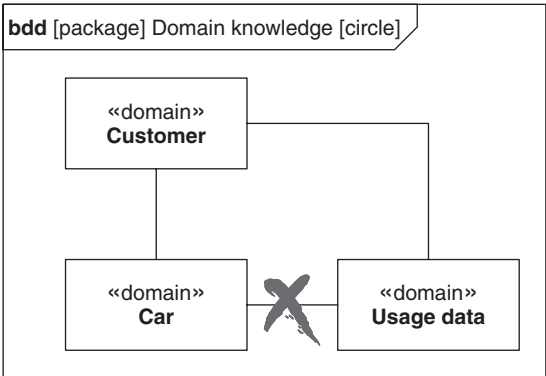 bdd [package] Domain knowledge [circle]
«domain»
Customer
«domain»
Car
«domain»
Usage data